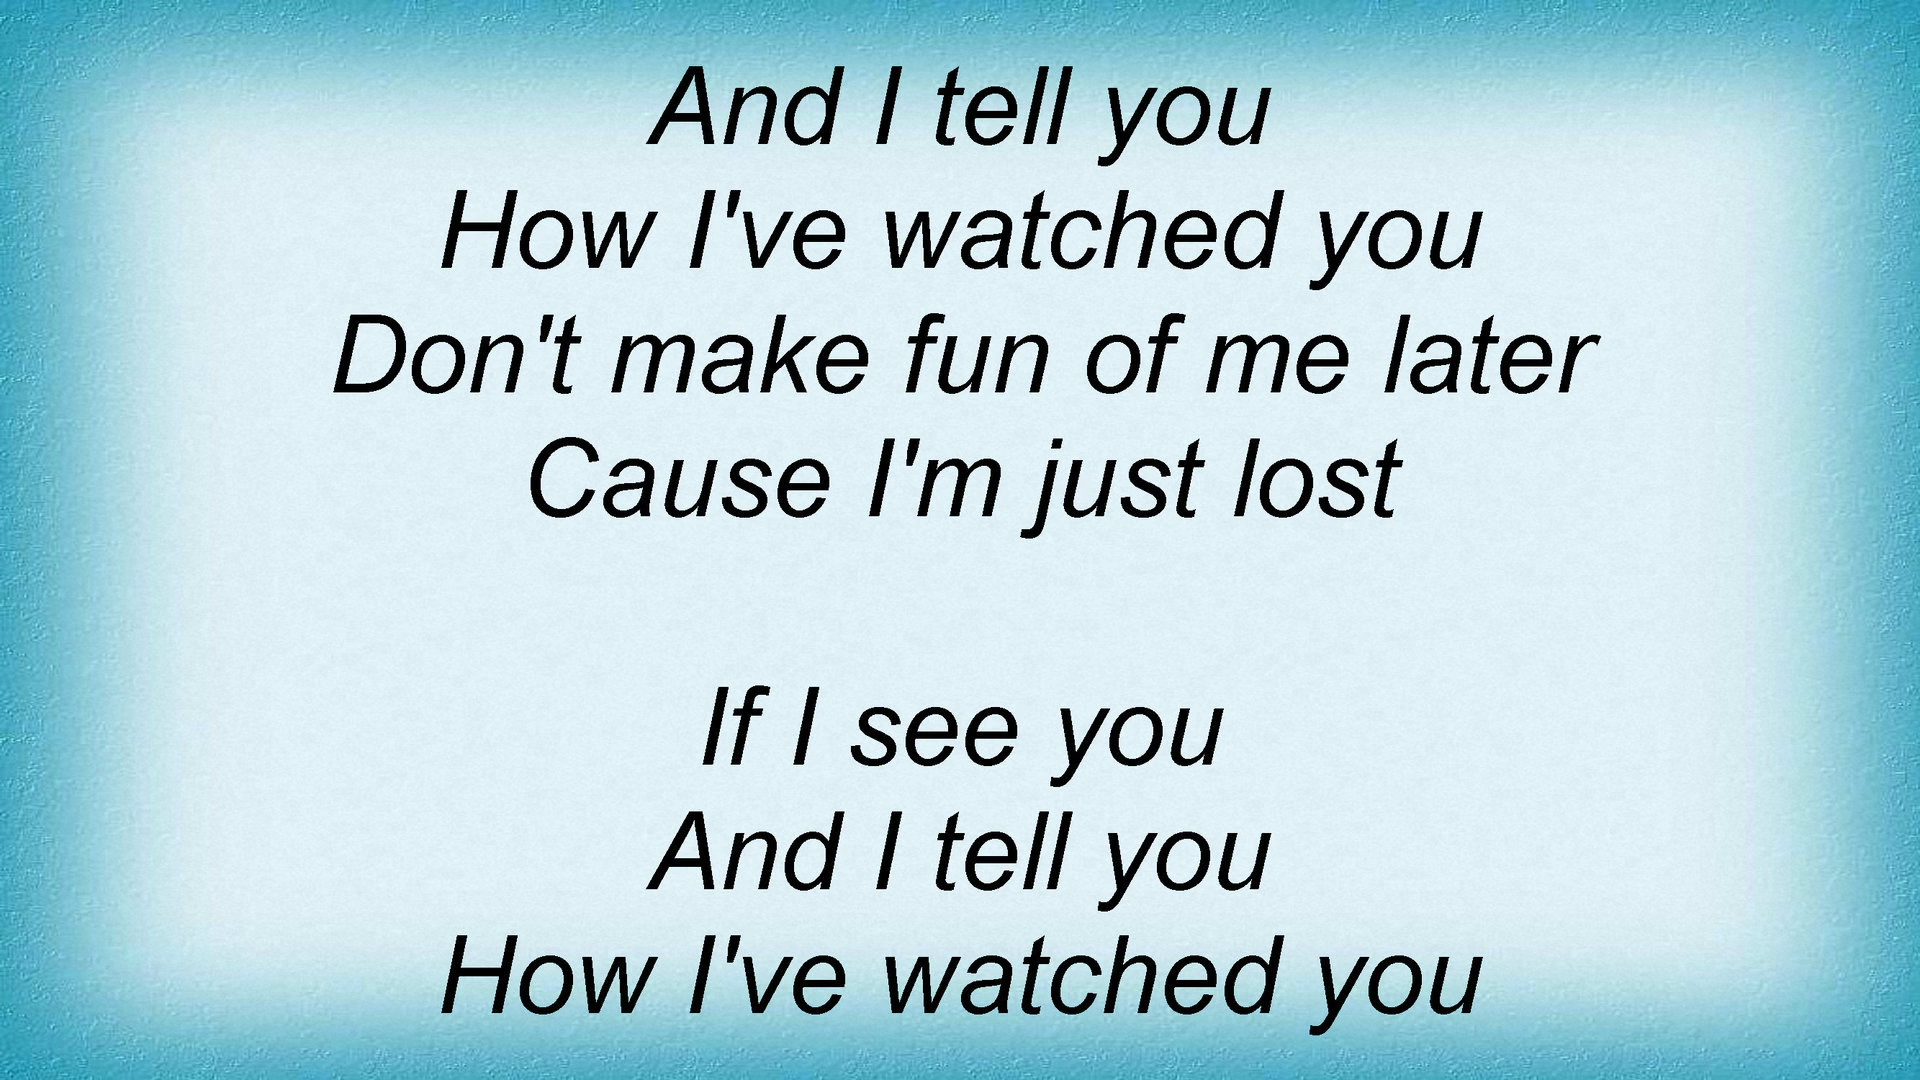 And I tell you
How I've watched you
Don't make fun of me later
Cause I'm just lost
If I see you
And I tell you
How I've watched you